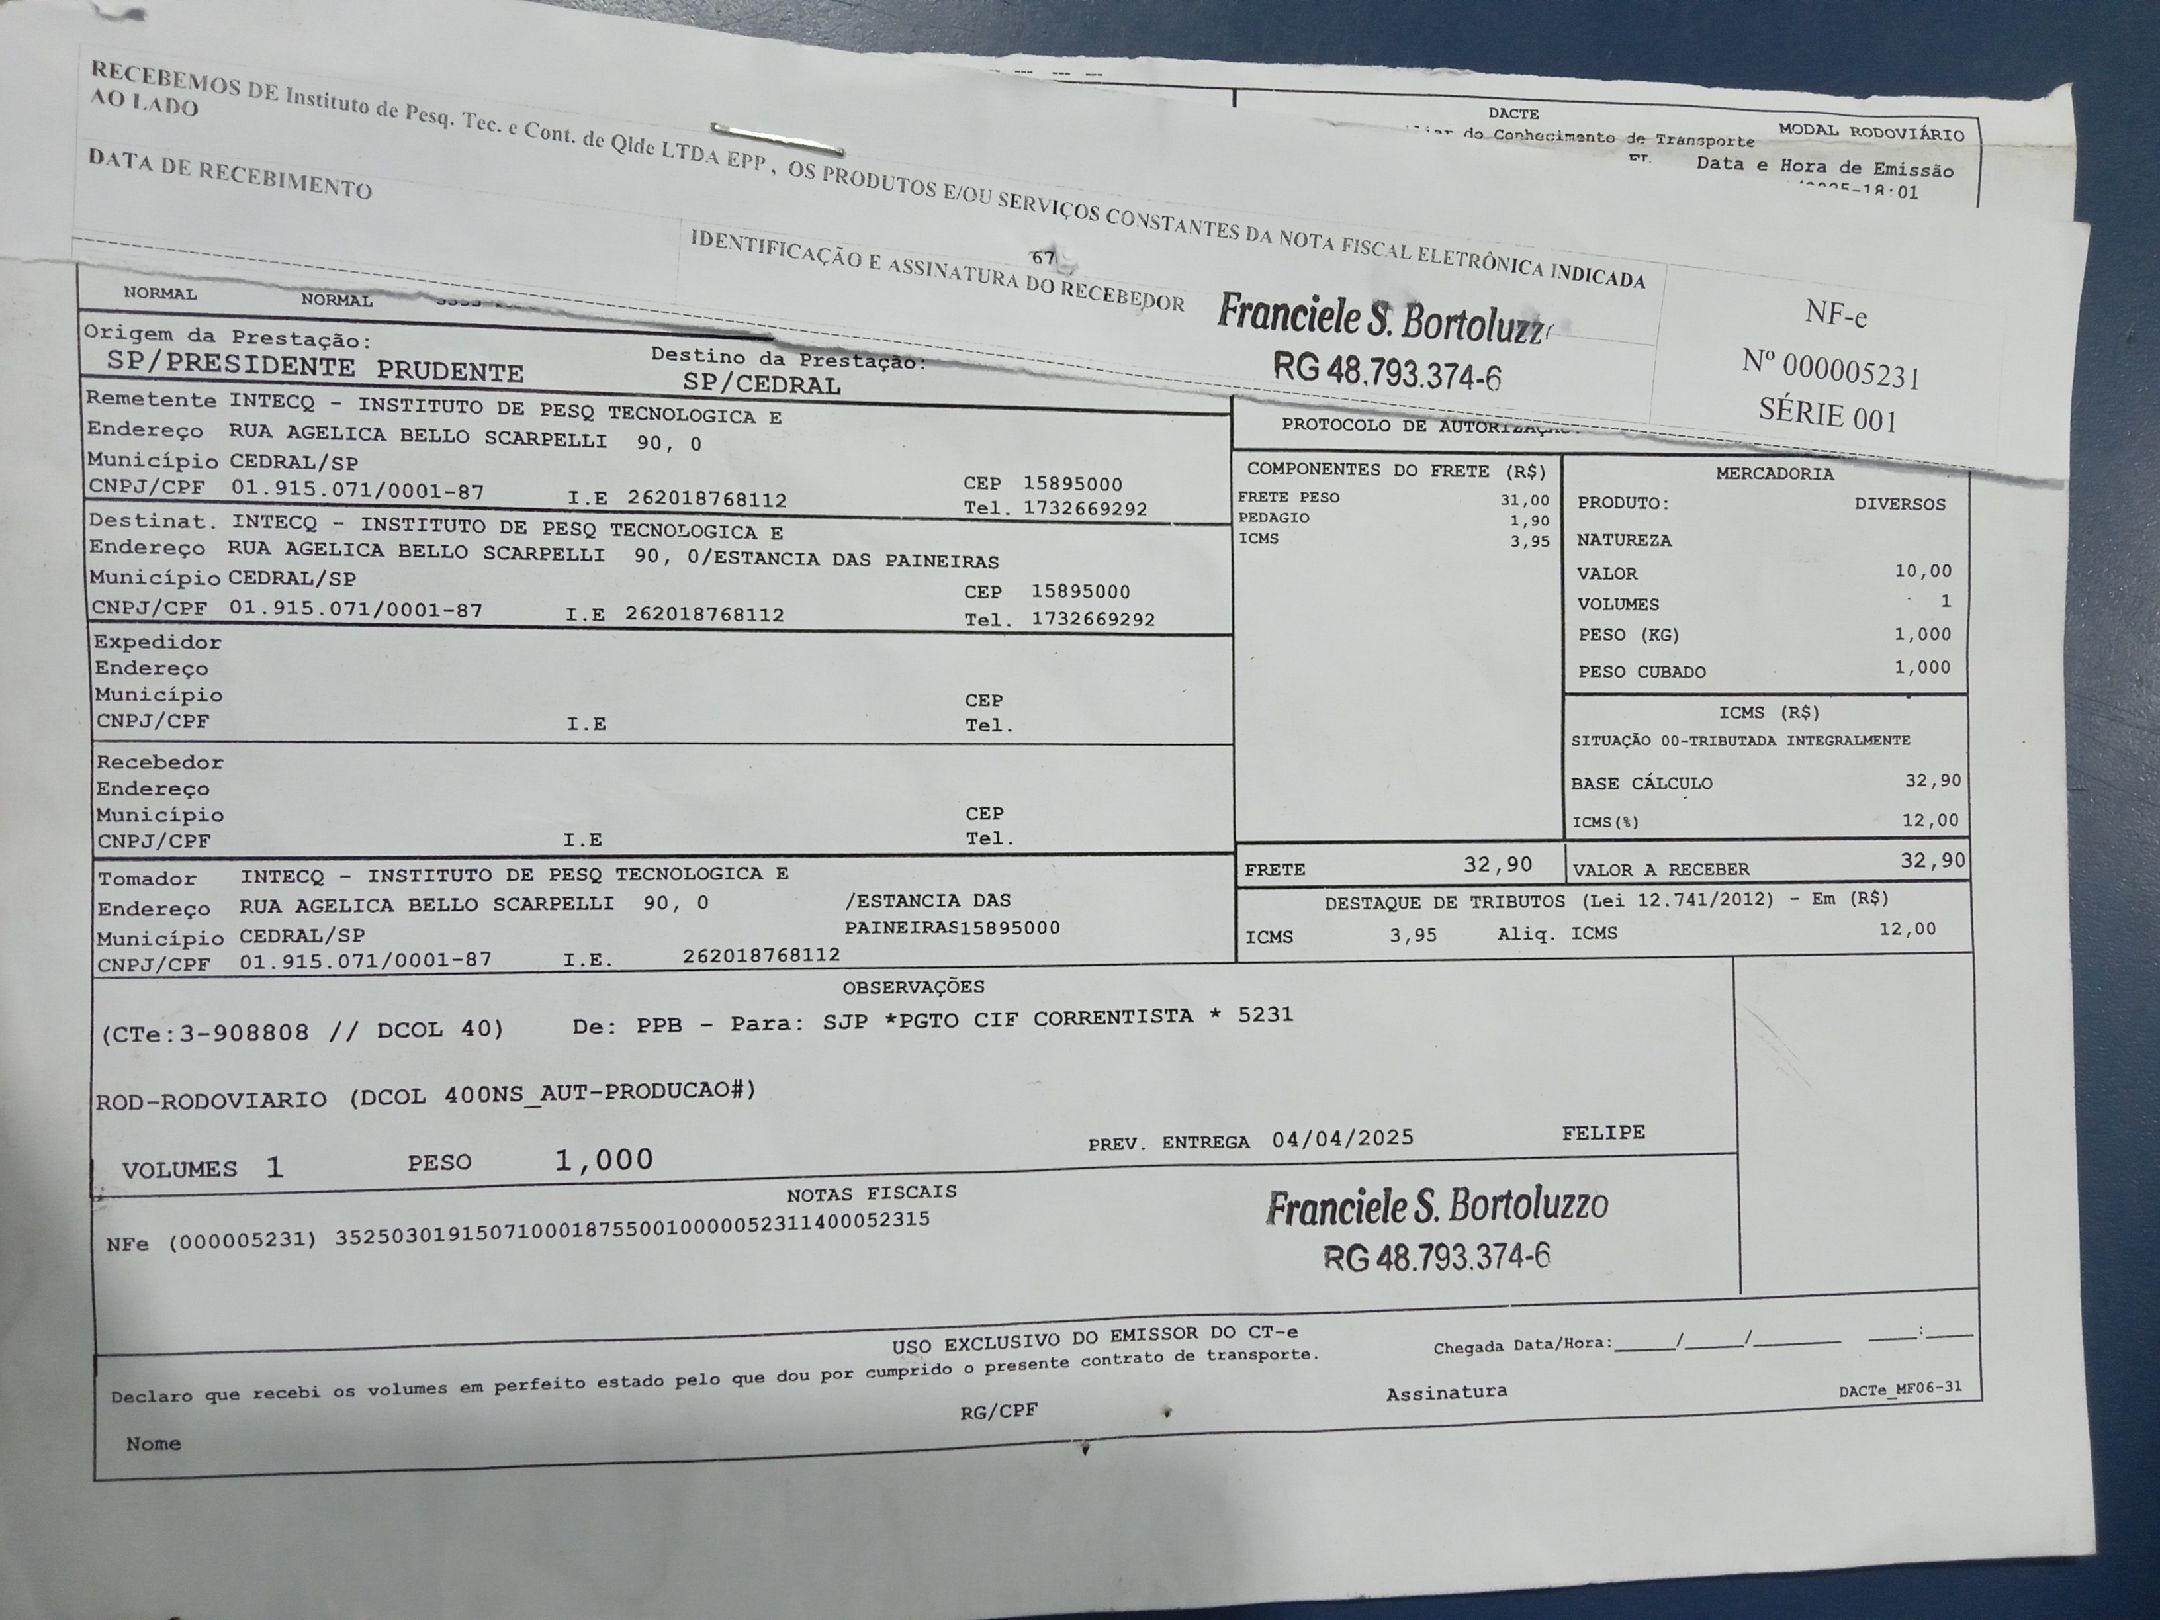 RECEBEMOS DE Instituto de Pesq. Tec. e Cont. de Qlde LTDA EPP , OS PRODUTOS E/OU SERVIÇOS CONSTANTES DA NOTA FISCAL ELETRÔNICA INDICADA
AO LADO
DATA DE RECEBIMENTO
IDENTIFICAÇÃO E ASSINATURA DO RECEBEDOR
67
Franciele S. Bortoluzz
RG 48.793.374-6
NF-e
Nº 000005231
SÉRIE 001
DACTE
do Conhecimento de Transporte
MODAL RODOVIÁRIO
Data e Hora de Emissão
18:01
NORMAL NORMAL
Origem da Prestação:
SP/PRESIDENTE PRUDENTE
Destino da Prestação:
SP/CEDRAL
Remetente INTECQ - INSTITUTO DE PESQ TECNOLOGICA E
Endereço RUA AGELICA BELLO SCARPELLI 90, 0
Município CEDRAL/SP
CEP 15895000
CNPJ/CPF 01.915.071/0001-87 I.E 262018768112
Tel. 1732669292
Destinat. INTECQ - INSTITUTO DE PESQ TECNOLOGICA E
Endereço RUA AGELICA BELLO SCARPELLI 90, 0/ESTANCIA DAS PAINEIRAS
Município CEDRAL/SP
CEP 15895000
CNPJ/CPF 01.915.071/0001-87 I.E 262018768112
Tel. 1732669292
Expedidor
Endereço
Município
CEP
CNPJ/CPF I.E Tel.
Recebedor
Endereço
Município
CEP
CNPJ/CPF I.E Tel.
Tomador INTECQ - INSTITUTO DE PESQ TECNOLOGICA E
Endereço RUA AGELICA BELLO SCARPELLI 90, 0 /ESTANCIA DAS
Município CEDRAL/SP PAINEIRAS15895000
CNPJ/CPF 01.915.071/0001-87 I.E. 262018768112
PROTOCOLO DE AUTORIZAÇÃO
COMPONENTES DO FRETE (R$)
FRETE PESO 31,00
PEDAGIO 1,90
ICMS 3,95
MERCADORIA
PRODUTO: DIVERSOS
NATUREZA
VALOR 10,00
VOLUMES 1
PESO (KG) 1,000
PESO CUBADO 1,000
ICMS (R$)
SITUAÇÃO 00-TRIBUTADA INTEGRALMENTE
BASE CÁLCULO 32,90
ICMS(%) 12,00
FRETE 32,90
VALOR A RECEBER 32,90
DESTAQUE DE TRIBUTOS (Lei 12.741/2012) - Em (R$)
ICMS 3,95 Aliq. ICMS 12,00
OBSERVAÇÕES
(CTe:3-908808 // DCOL 40) De: PPB - Para: SJP *PGTO CIF CORRENTISTA * 5231
ROD-RODOVIARIO (DCOL 400NS_AUT-PRODUCAO#)
VOLUMES 1 PESO 1,000 PREV. ENTREGA 04/04/2025 FELIPE
NOTAS FISCAIS
NFe (000005231) 35250301915071000187550010000052311400052315
Franciele S. Bortoluzzo
RG 48.793.374-6
USO EXCLUSIVO DO EMISSOR DO CT-e
Declaro que recebi os volumes em perfeito estado pelo que dou por cumprido o presente contrato de transporte.
Chegada Data/Hora:_____/_____/_______ ____:____
Nome RG/CPF Assinatura
DACTe_MF06-31